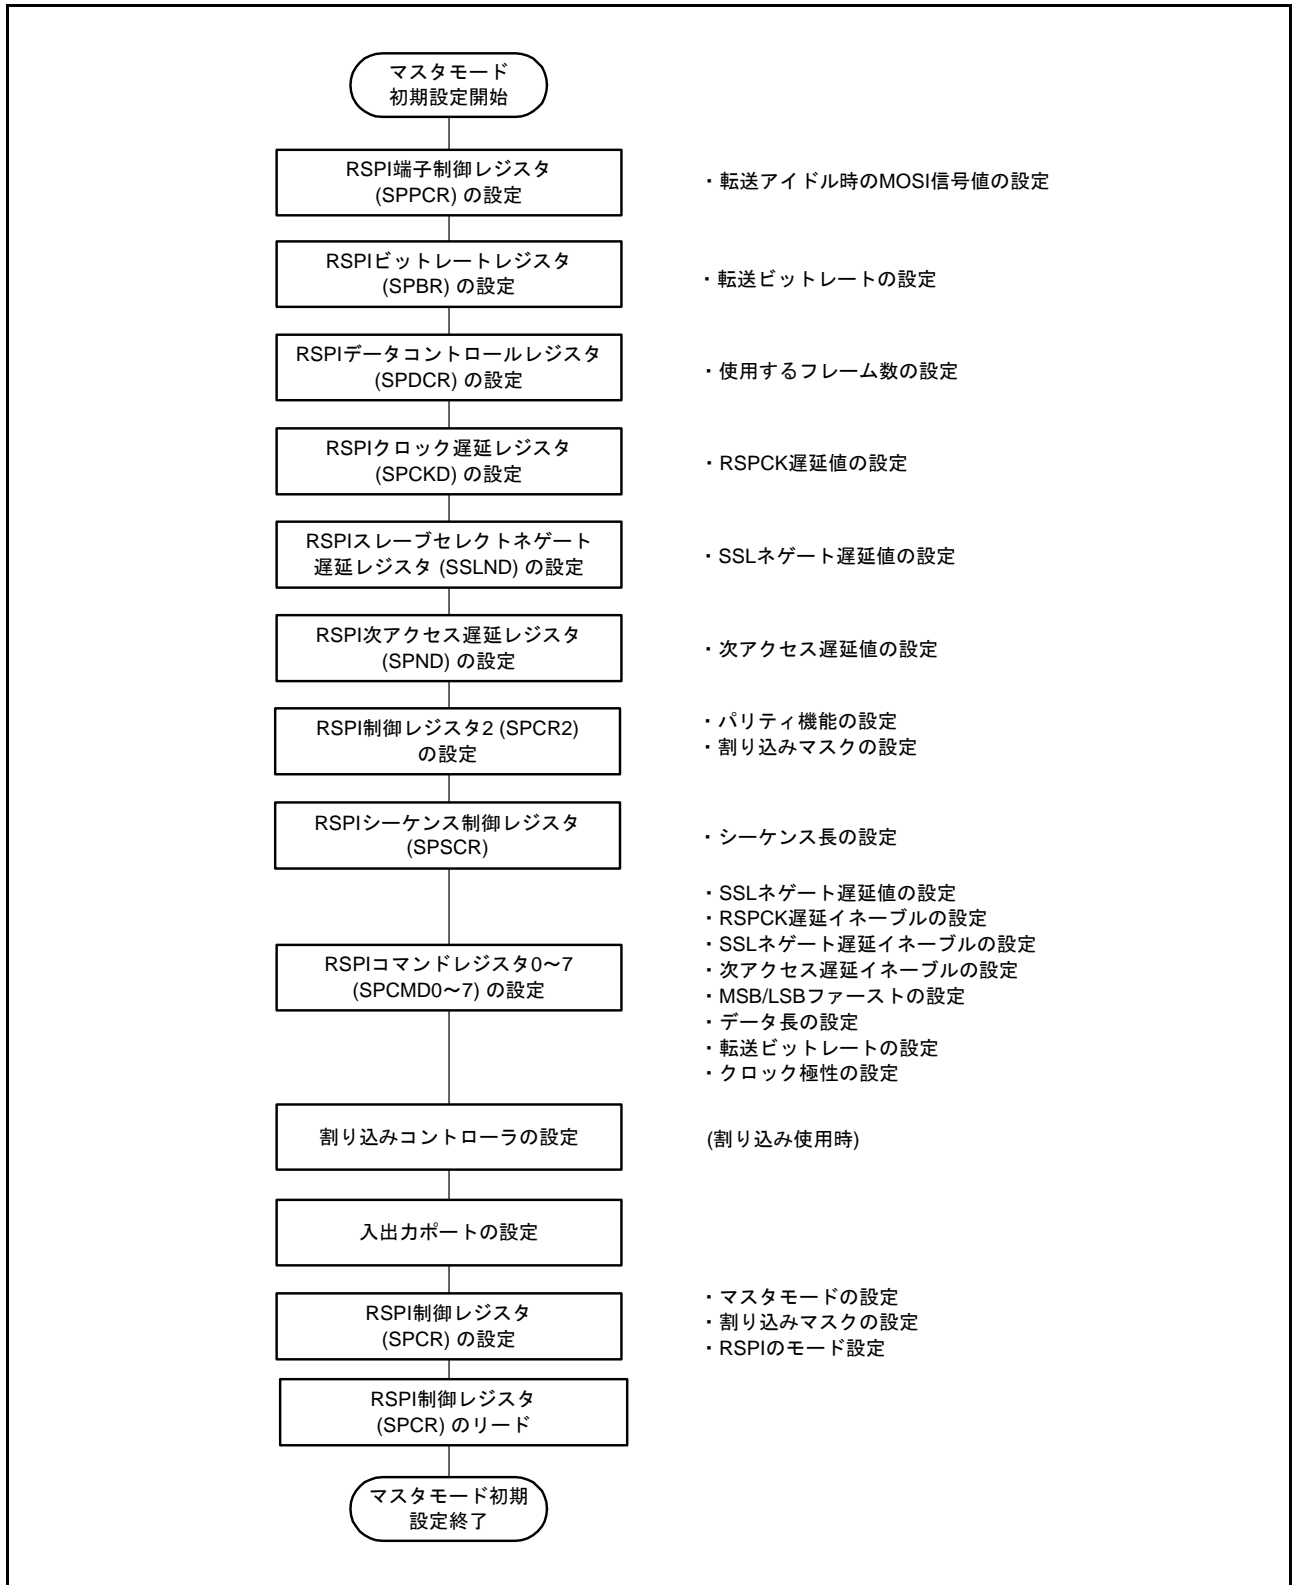 マスタモード
初期設定開始
RSPI端子制御レジスタ
(SPPCR) の設定
・転送アイドル時のMOSI信号値の設定
RSPIビットレートレジスタ
(SPBR) の設定
・転送ビットレートの設定
RSPIデータコントロールレジスタ
(SPDCR) の設定
・使用するフレーム数の設定
RSPIクロック遅延レジスタ
(SPCKD) の設定
・RSPCK遅延値の設定
RSPIスレーブセレクトネゲート
遅延レジスタ (SSLND) の設定
・SSLネゲート遅延値の設定
RSPI次アクセス遅延レジスタ
(SPND) の設定
・次アクセス遅延値の設定
RSPI制御レジスタ2 (SPCR2)
の設定
・パリティ機能の設定
・割り込みマスクの設定
RSPIシーケンス制御レジスタ
(SPSCR)
・シーケンス長の設定
RSPIコマンドレジスタ0～7
(SPCMD0～7) の設定
・SSLネゲート遅延値の設定
・RSPCK遅延イネーブルの設定
・SSLネゲート遅延イネーブルの設定
・次アクセス遅延イネーブルの設定
・MSB/LSBファーストの設定
・データ長の設定
・転送ビットレートの設定
・クロック極性の設定
割り込みコントローラの設定
(割り込み使用時)
入出力ポートの設定
RSPI制御レジスタ
(SPCR) の設定
・マスタモードの設定
・割り込みマスクの設定
・RSPIのモード設定
RSPI制御レジスタ
(SPCR) のリード
マスタモード初期
設定終了